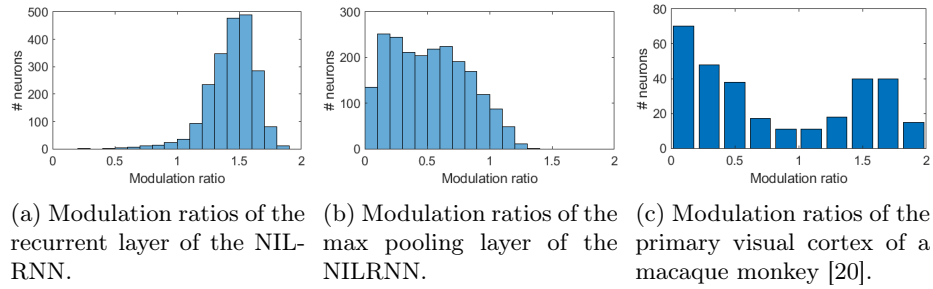 500
400
300
200
100
0
# neurons
0 0.5 1 1.5 2
Modulation ratio
300
200
100
0
# neurons
0 0.5 1 1.5 2
Modulation ratio
80
60
40
20
0
# neurons
0 0.5 1 1.5 2
Modulation ratio
(a) Modulation ratios of the
recurrent layer of the NIL-
RNN.
(b) Modulation ratios of the
max pooling layer of the
NILRNN.
(c) Modulation ratios of the
primary visual cortex of a
macaque monkey [20].